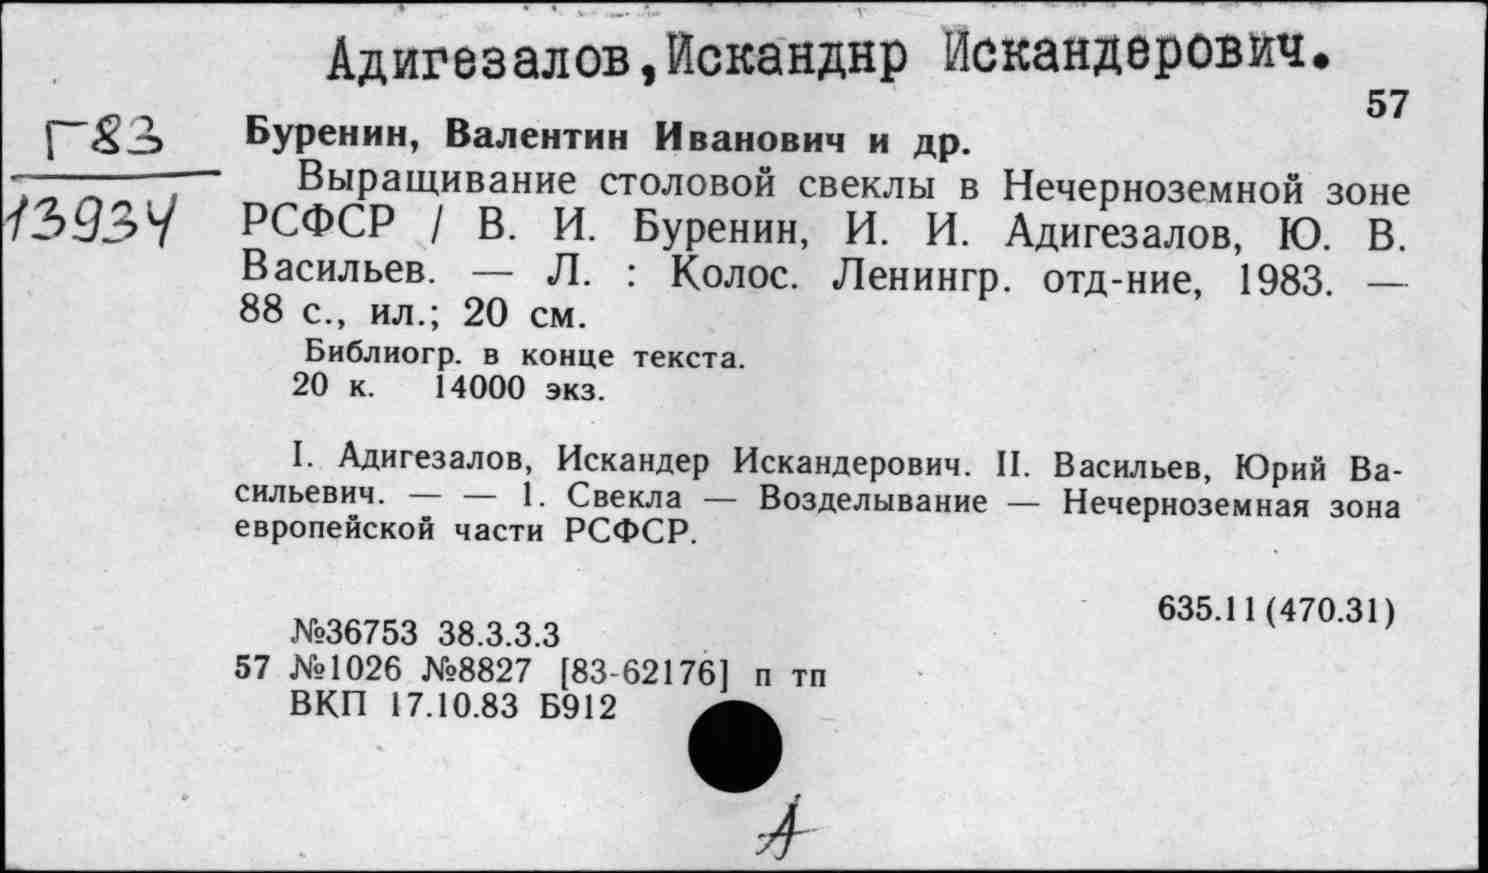 Адигезалов,Исканднр Искандерович.
57
Г83
13934
Буренин, Валентин Иванович и др.
Выращивание столовой свеклы в Нечерноземной зоне
РСФСР / В. И. Буренин, И. И. Адигезалов, Ю. В.
Васильев. — Л. : Колос. Ленингр. отд-ние, 1983. —
88 с., ил.; 20 см.
Библиогр. в конце текста.
20 к. 14000 экз.
I. Адигезалов, Искандер Искандерович. II. Васильев, Юрий Ва-
сильевич. — — 1. Свекла — Возделывание — Нечерноземная зона
европейской части РСФСР.
635.11(470.31)
№36753 38.3.3.3
57 №1026 №8827 [83-62176] п тп
ВКП 17.10.83 Б912
А